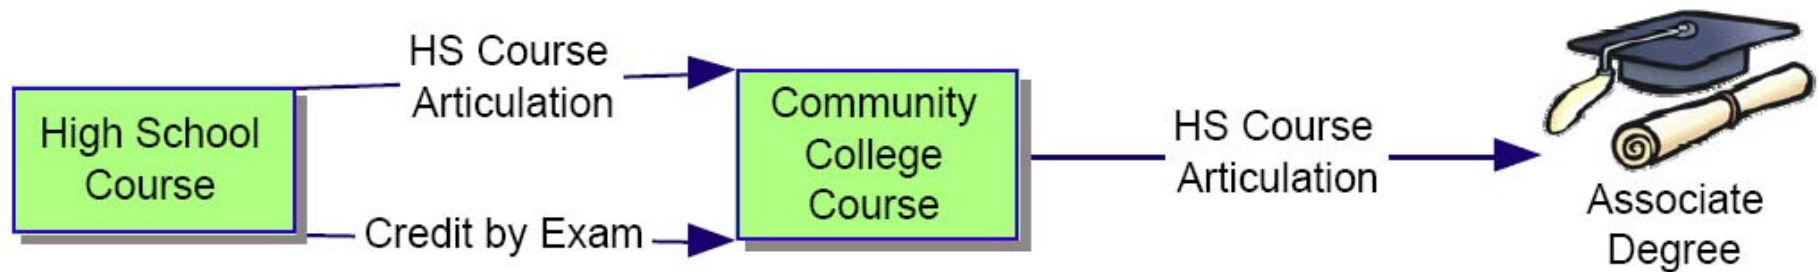 High School
Course
HS Course
Articulation
Credit by Exam
Community
College
Course
HS Course
Articulation
Associate
Degree